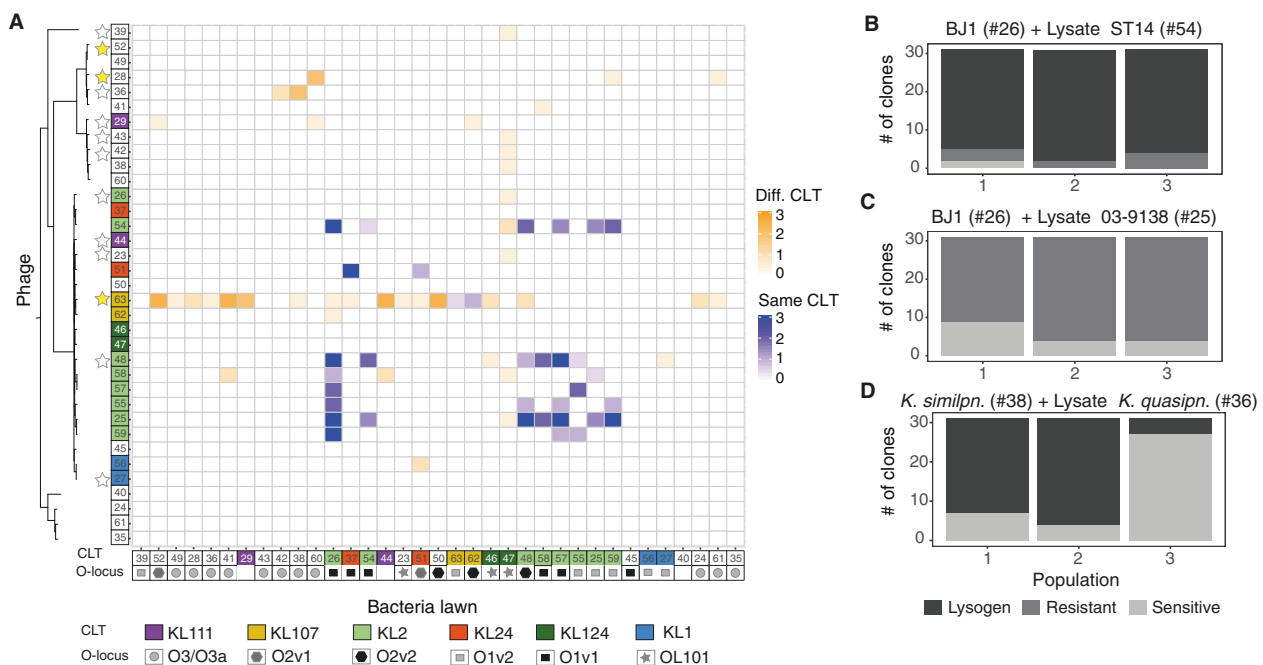 A
Phage
39
52
49
28
36
41
29
43
42
38
60
26
37
54
44
23
51
50
63
62
46
47
48
58
57
55
25
59
45
56
27
40
24
61
35
CLT 39 52 49 28 36 41 29 43 42 38 60 26 37 54 44 23 51 50 63 62 46 47 48 58 57 55 25 59 45 56 27 40 24 61 35
O-locus
Bacteria lawn
CLT KL111 KL107 KL2 KL24 KL124 KL1
O-locus O3/O3a O2v1 O2v2 O1v2 O1v1 OL101
Diff. CLT
3
2
1
0
Same CLT
3
2
1
0
B
BJ1 (#26) + Lysate ST14 (#54)
# of clones
30
20
10
0
1 2 3
C
BJ1 (#26) + Lysate 03-9138 (#25)
# of clones
30
20
10
0
1 2 3
D
K. similpn. (#38) + Lysate K. quasipn. (#36)
# of clones
30
20
10
0
1 2 3
Population
Lysogen Resistant Sensitive